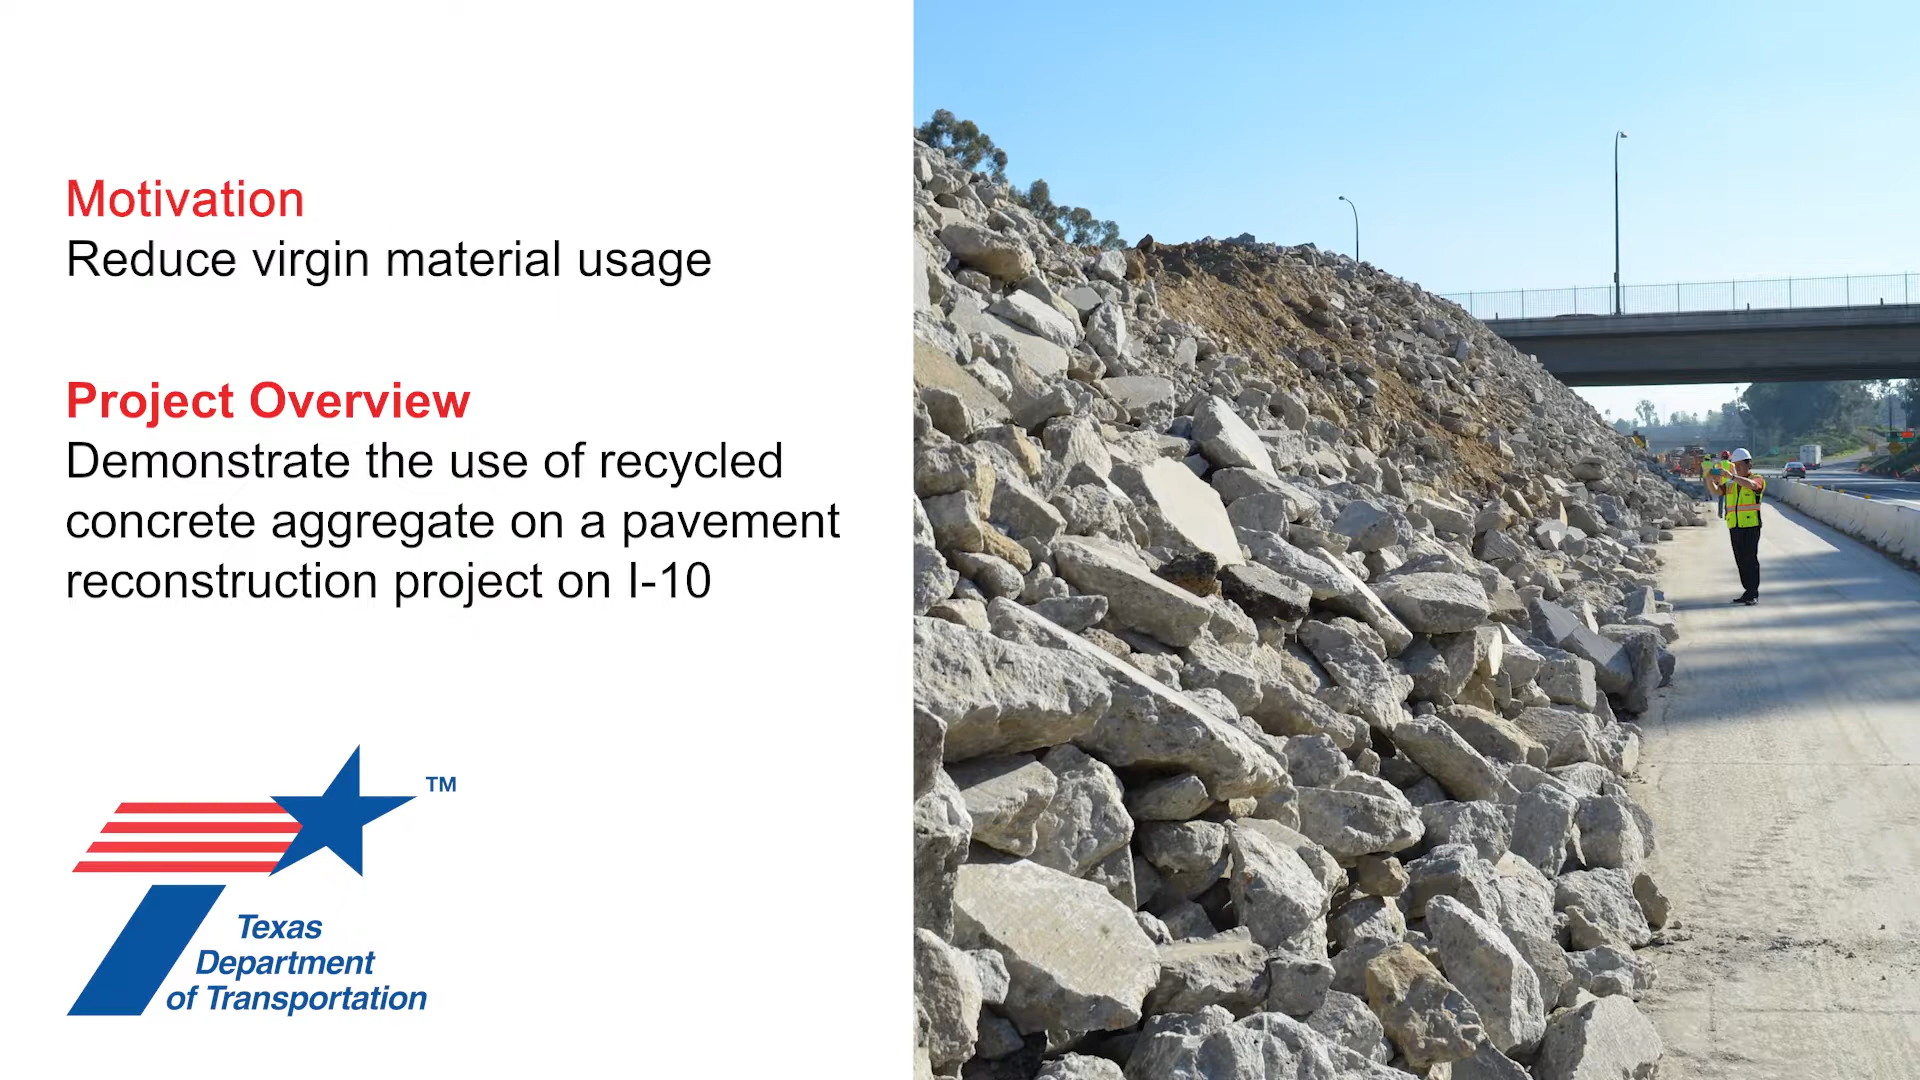 Motivation
Reduce virgin material usage
Project Overview
Demonstrate the use of recycled
concrete aggregate on a pavement
reconstruction project on I-10
TM
Texas
Department
of Transportation